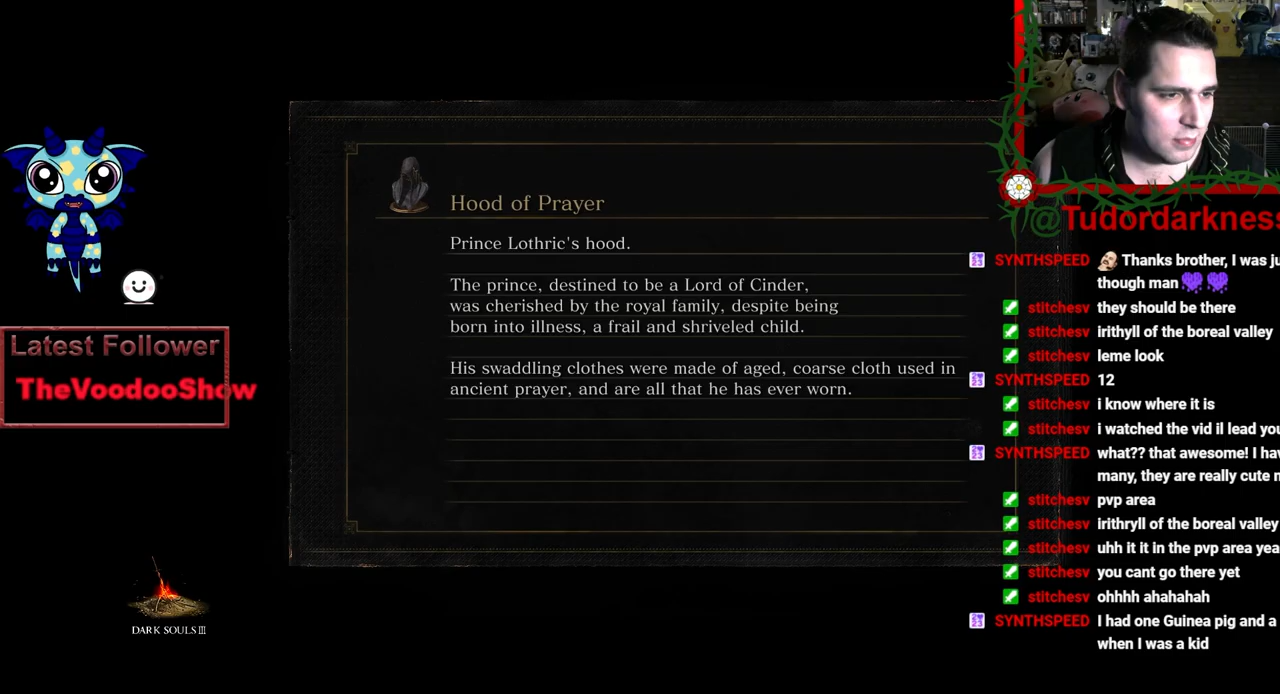 Hood of Prayer
Prince Lothric's hood.
The prince, destined to be a Lord of Cinder,
was cherished by the royal family, despite being
born into illness, a frail and shriveled child.
His swaddling clothes were made of aged, coarse cloth used in
ancient prayer, and are all that he has ever worn.
Latest Follower
TheVoodooShow
DARK SOULS III
@Tudordarkness
SYNTHSPEED Thanks brother, I was ju
though man
stitchesv they should be there
stitchesv irithyll of the boreal valley
stitchesv leme look
SYNTHSPEED 12
stitchesv i know where it is
stitchesv i watched the vid il lead you
SYNTHSPEED what?? that awesome! I hav
many, they are really cute m
stitchesv pvp area
stitchesv irithryll of the boreal valley
stitchesv uhh it it in the pvp area yea
stitchesv you cant go there yet
stitchesv ohhhh ahahahah
SYNTHSPEED I had one Guinea pig and a
when I was a kid